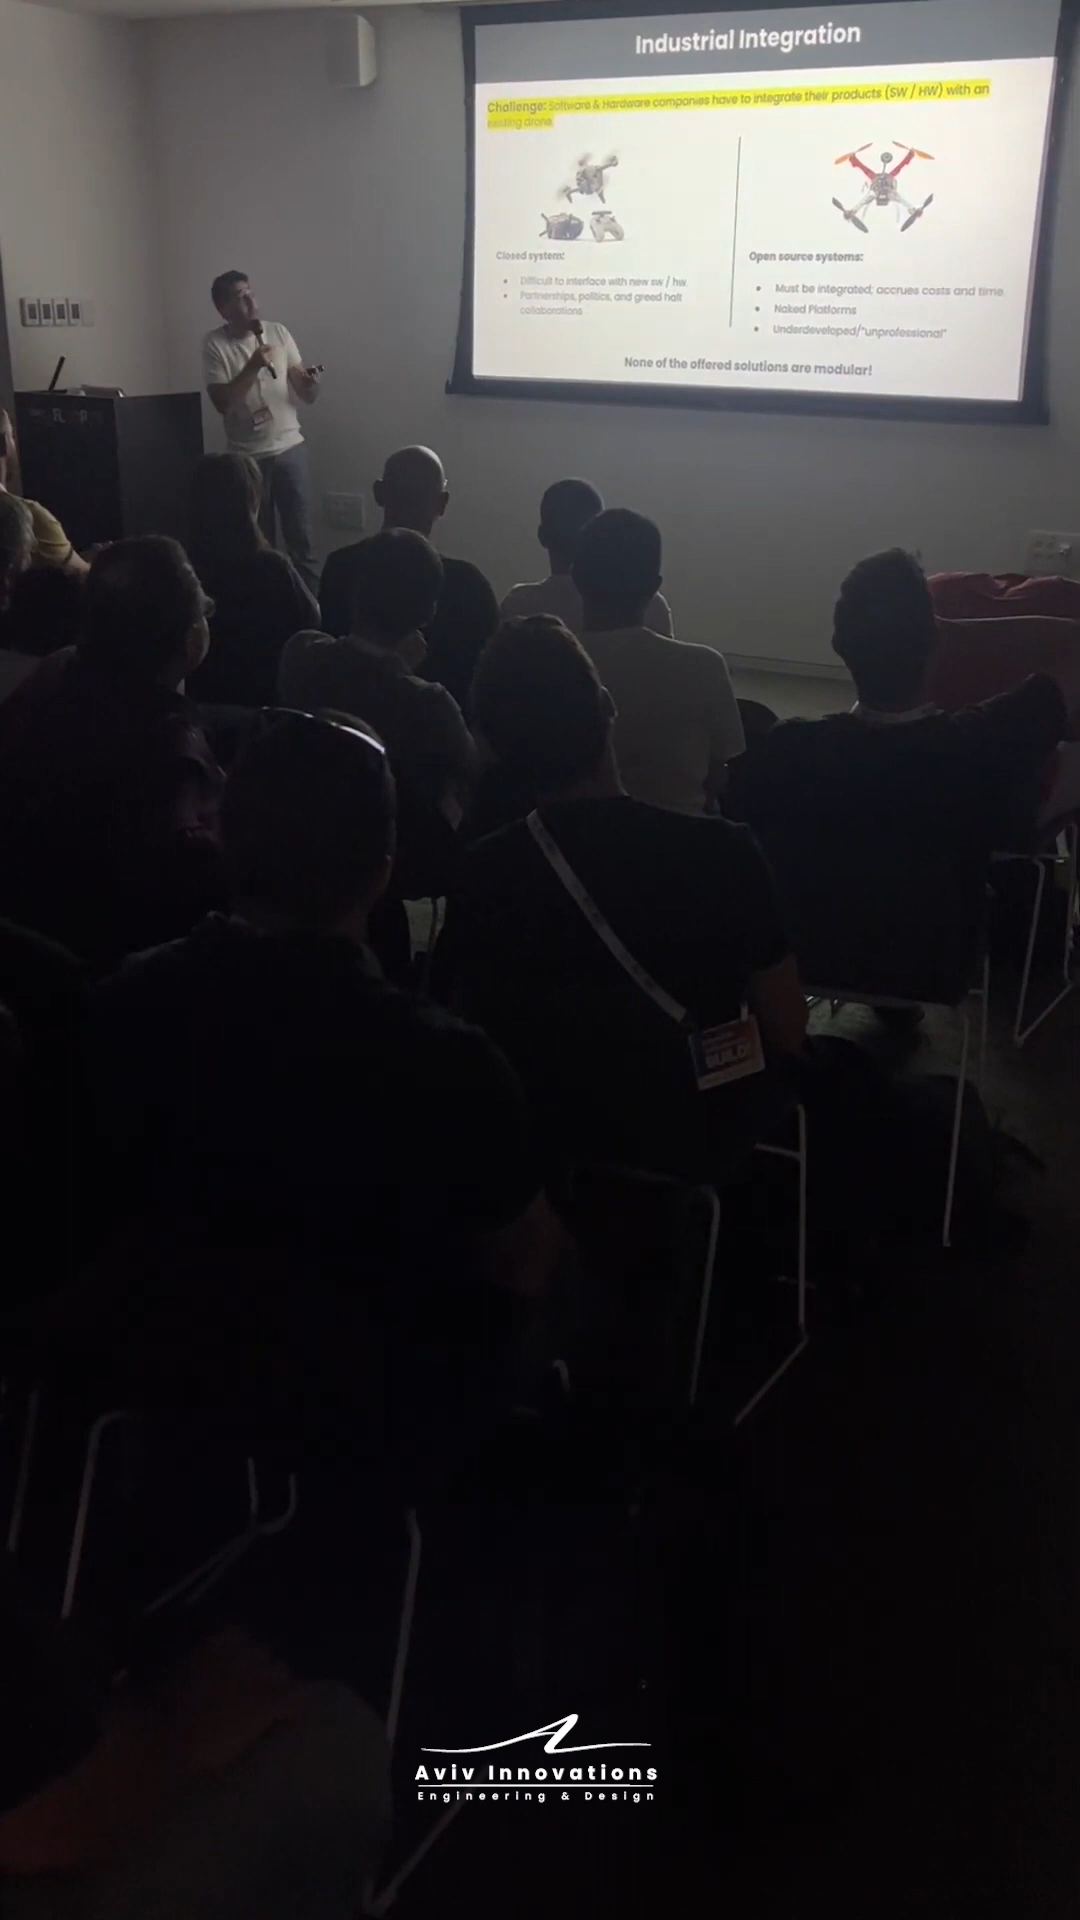 Industrial Integration
Challenge: Software & Hardware companies have to integrate their products (SW / HW) with an
existing drone.
Closed system:
Difficult to interface with new sw / hw.
Partnerships, politics, and greed halt
collaborations
Open source systems:
Must be integrated; accrues costs and time.
Naked Platforms
Underdeveloped/"unprofessional"
None of the offered solutions are modular!
BUILD!
Aviv Innovations
Engineering & Design